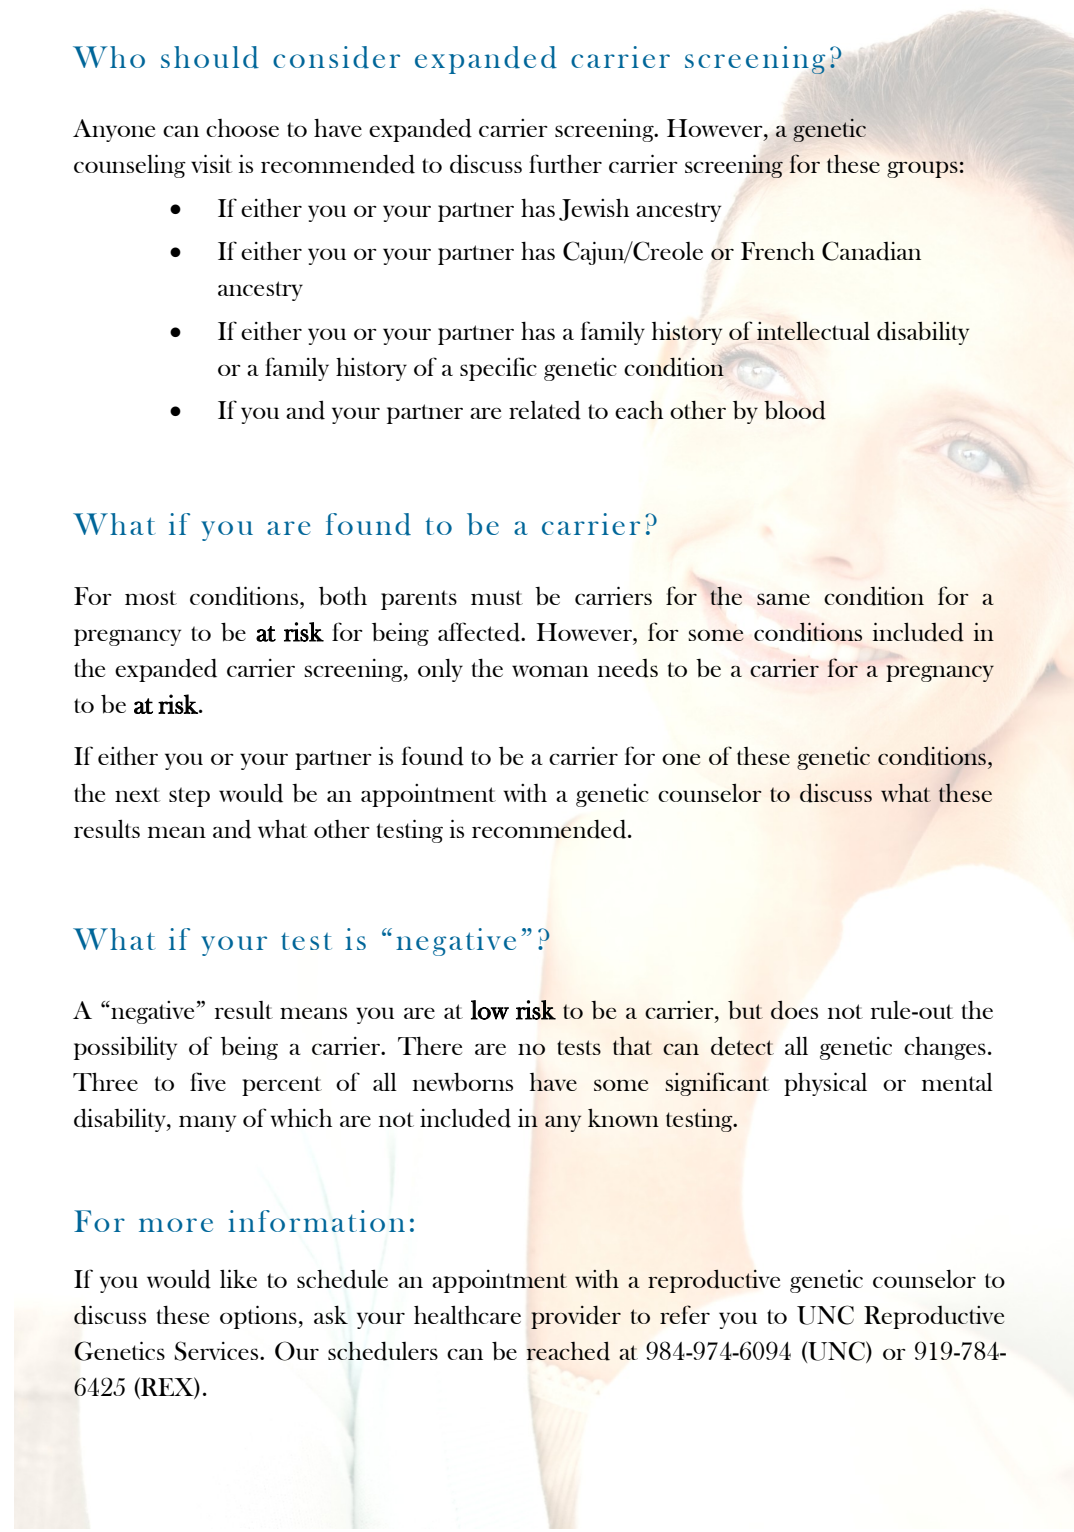 Who should consider expanded carrier screening?
Anyone can choose to have expanded carrier screening. However, a genetic
counseling visit is recommended to discuss further carrier screening for these groups:
• If either you or your partner has Jewish ancestry
• If either you or your partner has Cajun/Creole or French Canadian
ancestry
• If either you or your partner has a family history of intellectual disability
or a family history of a specific genetic condition
• If you and your partner are related to each other by blood
What if you are found to be a carrier?
For most conditions, both parents must be carriers for the same condition for a
pregnancy to be at risk for being affected. However, for some conditions included in
the expanded carrier screening, only the woman needs to be a carrier for a pregnancy
to be at risk.
If either you or your partner is found to be a carrier for one of these genetic conditions,
the next step would be an appointment with a genetic counselor to discuss what these
results mean and what other testing is recommended.
What if your test is “negative”?
A “negative” result means you are at low risk to be a carrier, but does not rule-out the
possibility of being a carrier. There are no tests that can detect all genetic changes.
Three to five percent of all newborns have some significant physical or mental
disability, many of which are not included in any known testing.
For more information:
If you would like to schedule an appointment with a reproductive genetic counselor to
discuss these options, ask your healthcare provider to refer you to UNC Reproductive
Genetics Services. Our schedulers can be reached at 984-974-6094 (UNC) or 919-784-
6425 (REX).